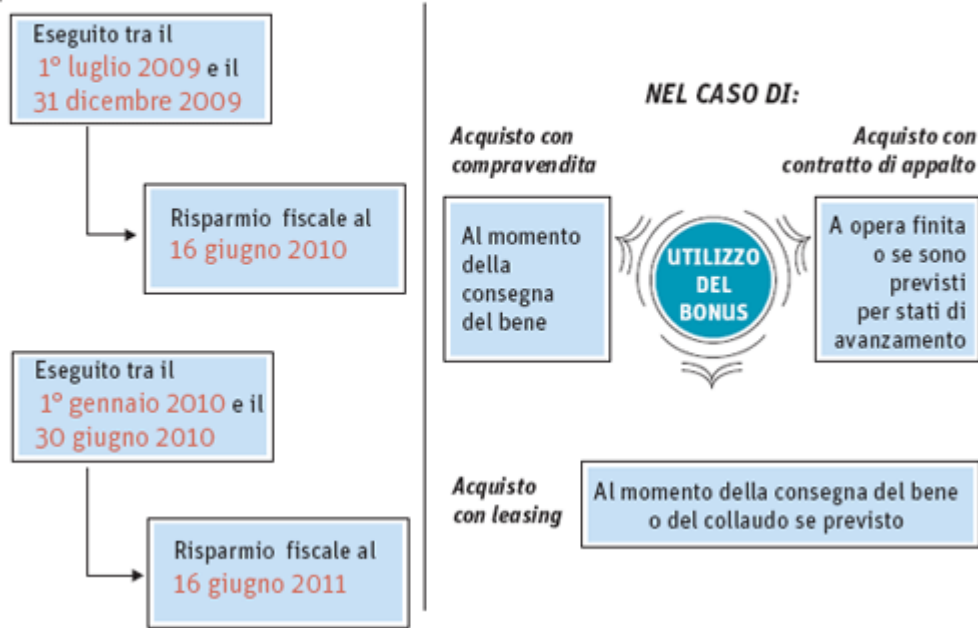 Eseguito tra il
1° luglio 2009 e il
31 dicembre 2009
Risparmio fiscale al
16 giugno 2010
Eseguito tra il
1° gennaio 2010 e il
30 giugno 2010
Risparmio fiscale al
16 giugno 2011
NEL CASO DI:
Acquisto con
compravendita
Al momento
della
consegna
del bene
UTILIZZO
DEL
BONUS
Acquisto con
contratto di appalto
A opera finita
o se sono
previsti
per stati di
avanzamento
Acquisto
con leasing
Al momento della consegna del bene
o del collaudo se previsto